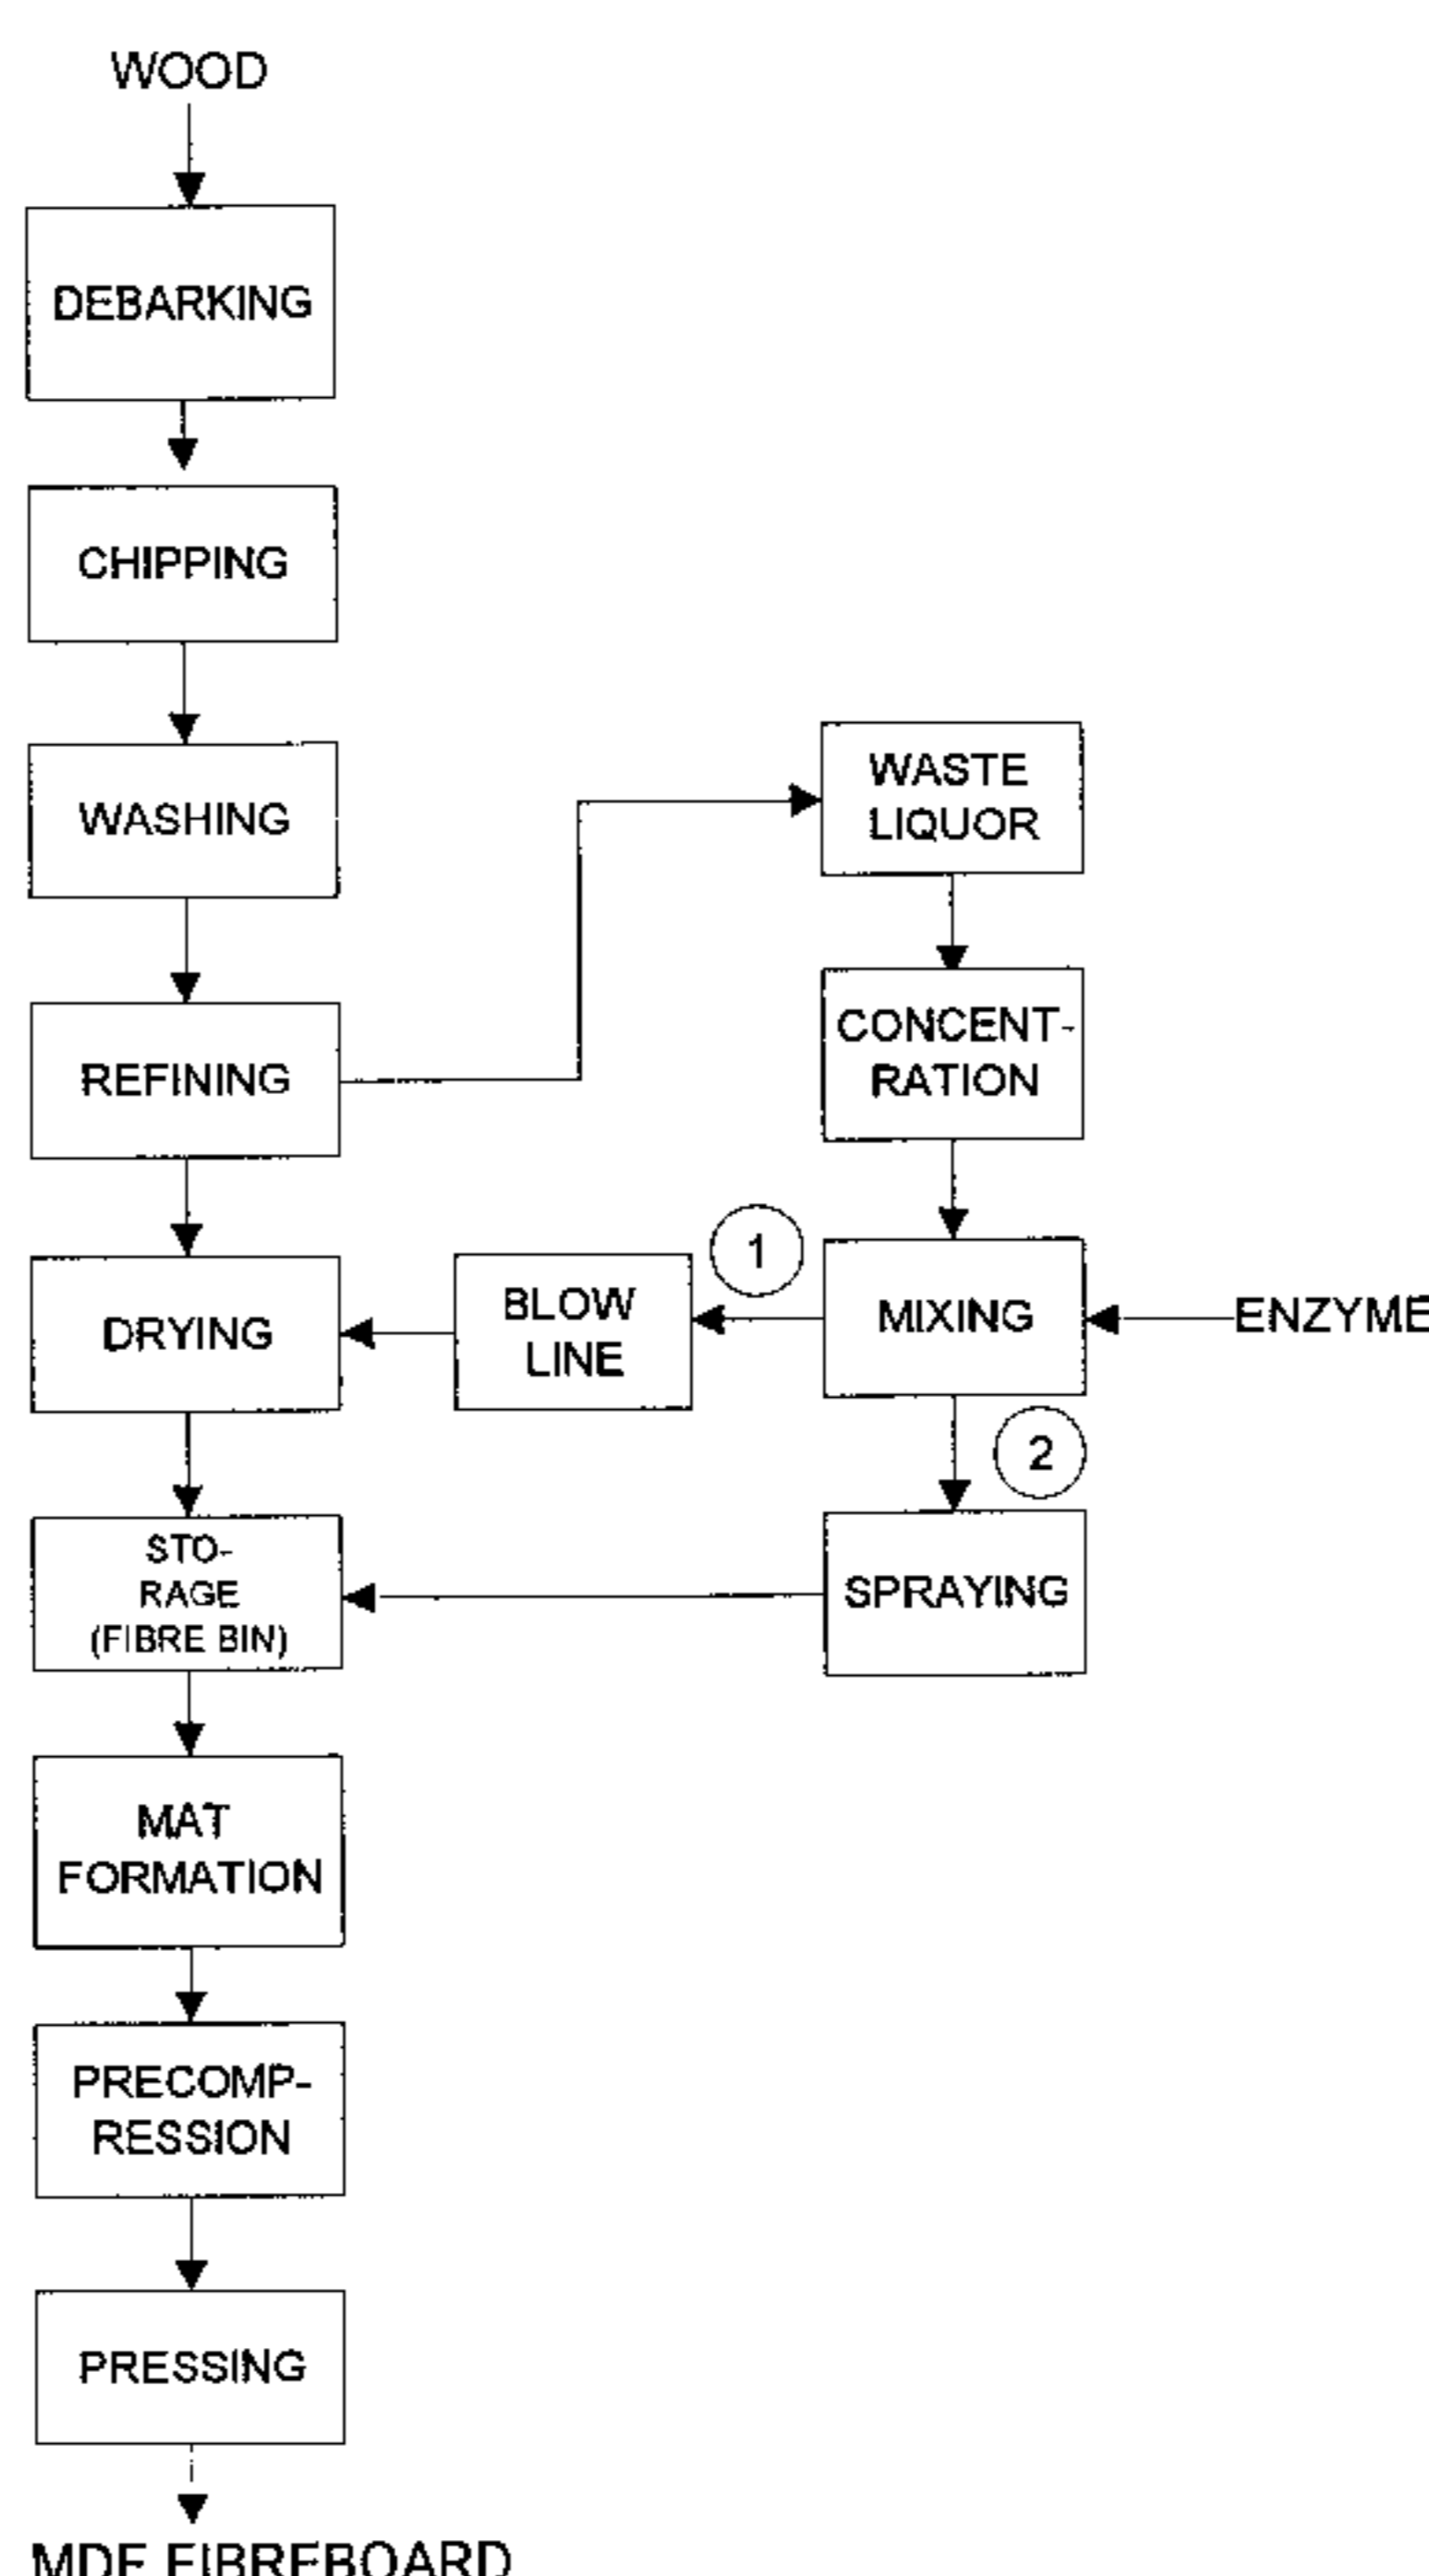 WOOD
DEBARKING
CHIPPING
WASHING
REFINING
WASTE
LIQUOR
CONCENT-
RATION
MIXING
ENZYME
1
BLOW
LINE
DRYING
2
SPRAYING
STO-
RAGE
(FIBRE BIN)
MAT
FORMATION
PRECOMP-
RESSION
PRESSING
MDF FIBREBOARD